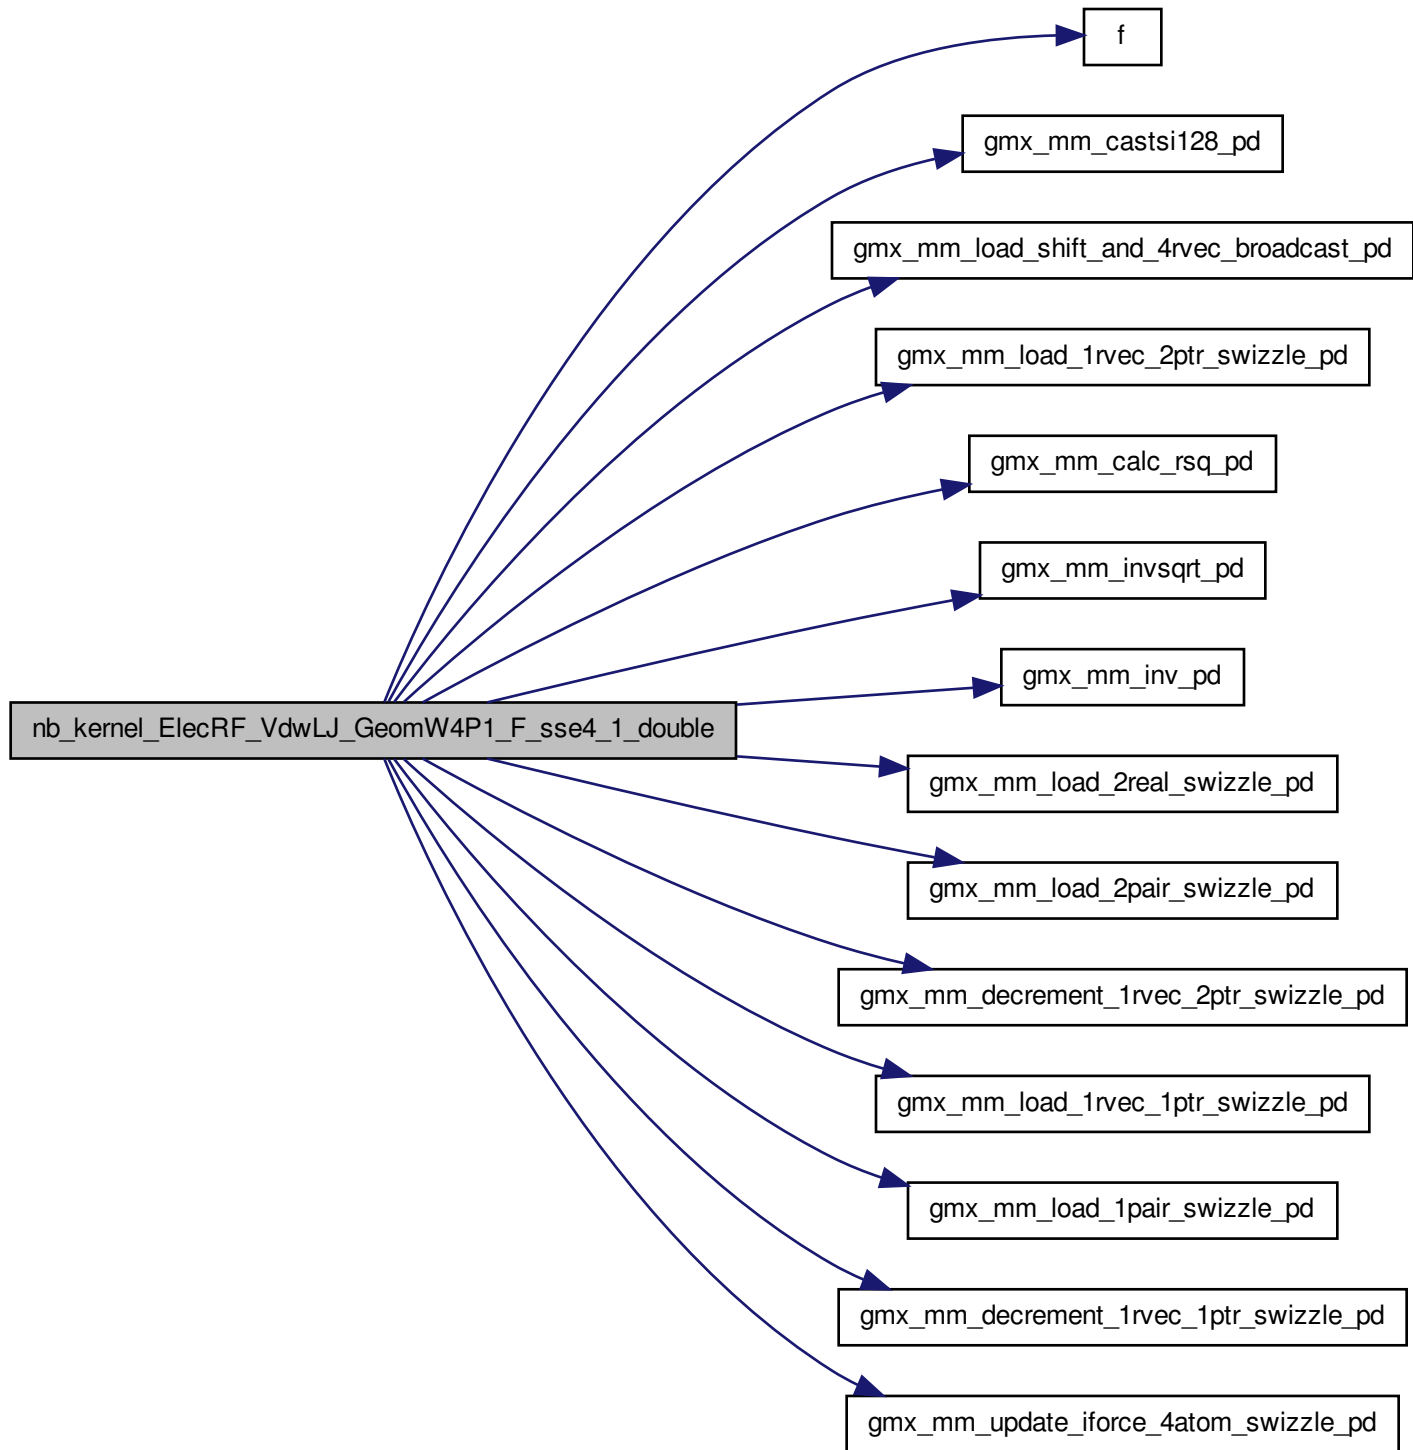 f
gmx_mm_castsi128_pd
gmx_mm_load_shift_and_4rvec_broadcast_pd
gmx_mm_load_1rvec_2ptr_swizzle_pd
gmx_mm_calc_rsq_pd
gmx_mm_invsqrt_pd
gmx_mm_inv_pd
nb_kernel_ElecRF_VdwLJ_GeomW4P1_F_sse4_1_double
gmx_mm_load_2real_swizzle_pd
gmx_mm_load_2pair_swizzle_pd
gmx_mm_decrement_1rvec_2ptr_swizzle_pd
gmx_mm_load_1rvec_1ptr_swizzle_pd
gmx_mm_load_1pair_swizzle_pd
gmx_mm_decrement_1rvec_1ptr_swizzle_pd
gmx_mm_update_iforce_4atom_swizzle_pd